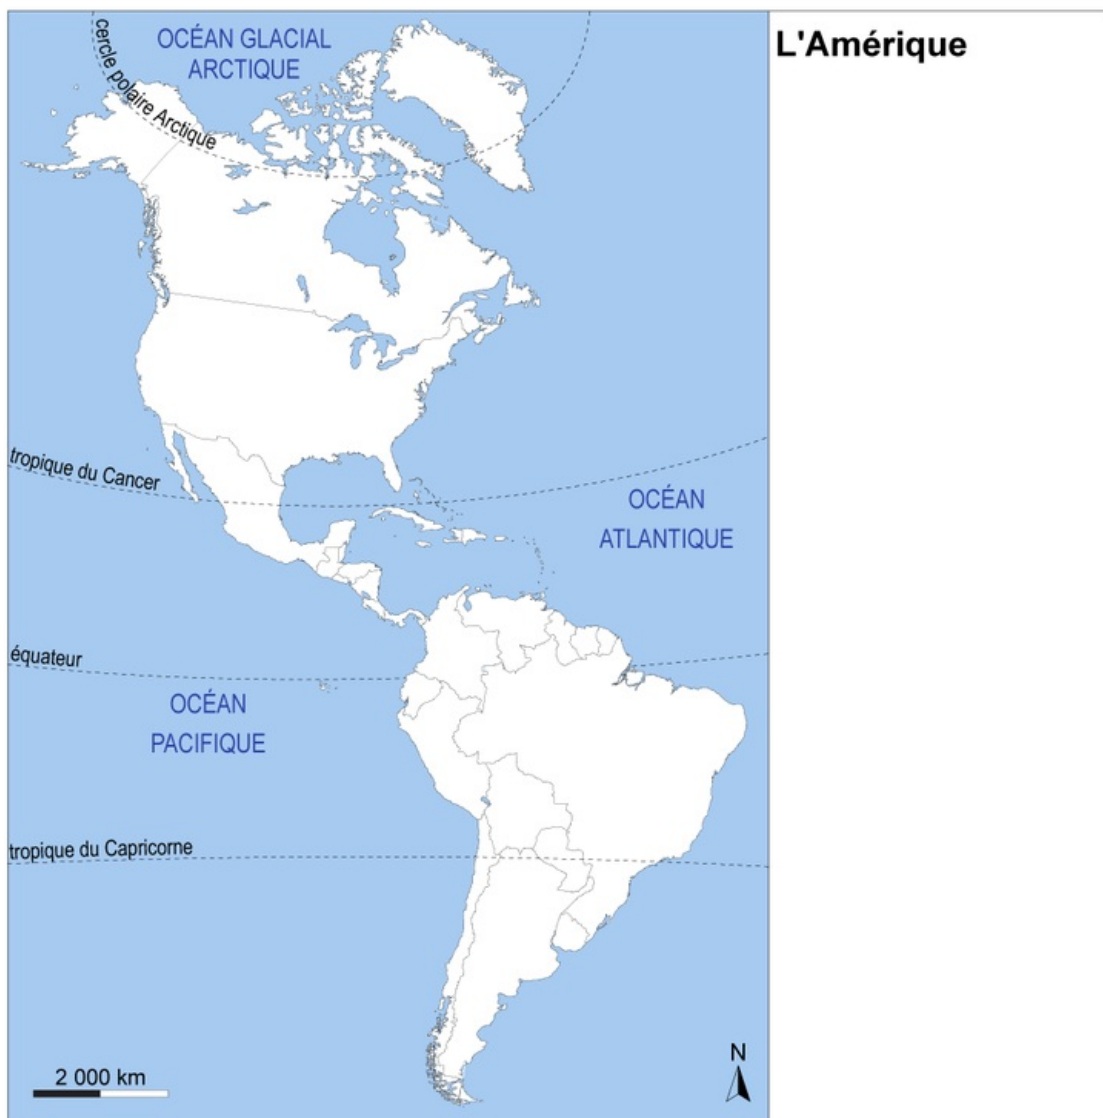 L'Amérique
OCÉAN GLACIAL
ARCTIQUE
cercle polaire Arctique
tropique du Cancer
OCÉAN
ATLANTIQUE
équateur
OCÉAN
PACIFIQUE
tropique du Capricorne
2 000 km
N